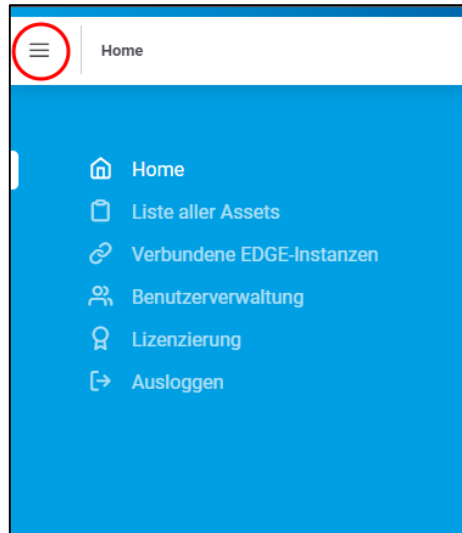 Home
Home
Liste aller Assets
Verbundene EDGE-Instanzen
Benutzerverwaltung
Lizenzierung
Ausloggen